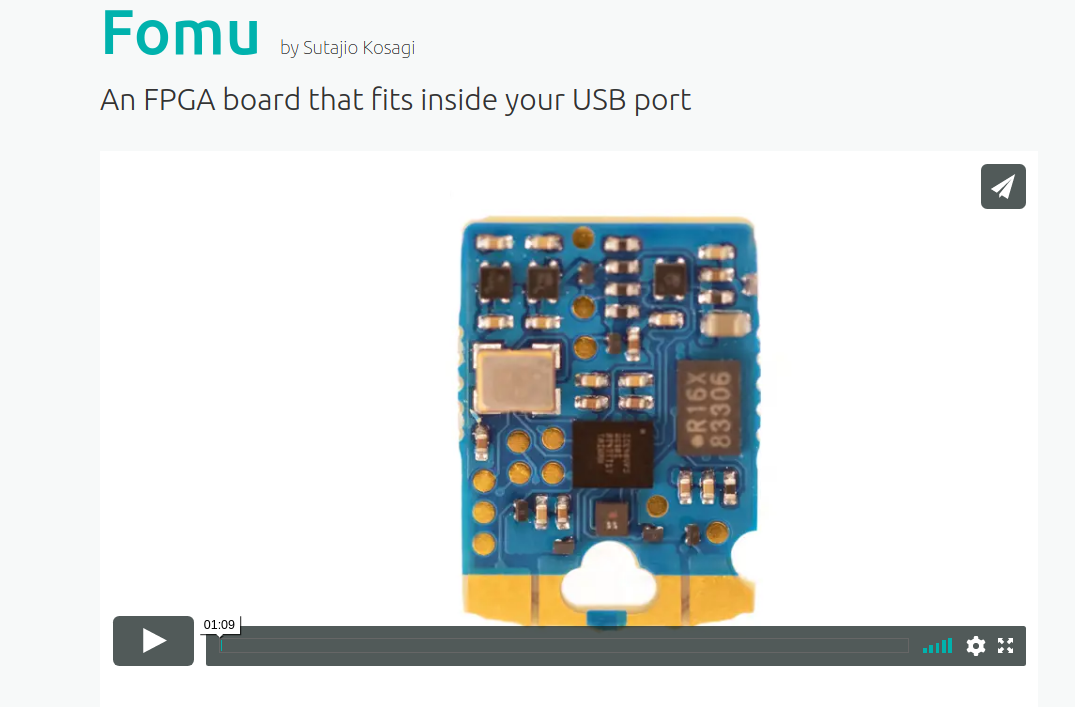 Fomu by Sutajio Kosagi
An FPGA board that fits inside your USB port
R16X
83306
01:09